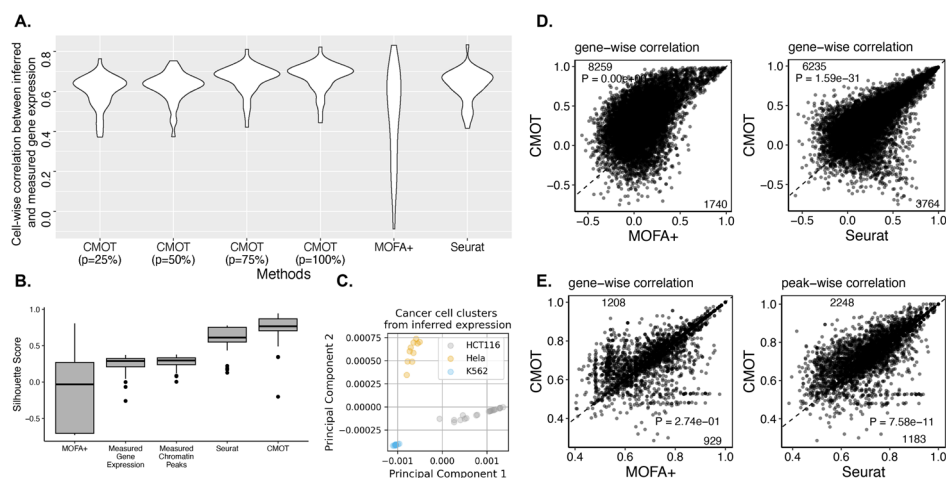 A.
Cell-wise correlation between inferred
and measured gene expression
0.8
0.6
0.4
0.2
0.0
CMOT
(p=25%)
CMOT
(p=50%)
CMOT
(p=75%)
CMOT
(p=100%)
MOFA+
Seurat
Methods
B.
Silhouette Score
1.0
0.5
0.0
−0.5
MOFA+
Measured
Gene
Expression
Measured
Chromatin
Peaks
Seurat
CMOT
C.
Cancer cell clusters
from inferred expression
Principal Component 2
0.00075
0.00050
0.00025
0.00000
−0.00025
HCT116
Hela
K562
−0.001 0.000 0.001
Principal Component 1
D.
gene-wise correlation
8259
P = 0.00e+00
CMOT
1.0
0.5
0.0
−0.5
1740
−0.5 0.0 0.5 1.0
MOFA+
gene-wise correlation
6235
P = 1.59e−31
CMOT
1.0
0.5
0.0
−0.5
3764
−0.5 0.0 0.5 1.0
Seurat
E.
gene-wise correlation
1208
CMOT
1.0
0.8
0.6
0.4
P = 2.74e−01
929
0.4 0.6 0.8 1.0
MOFA+
peak-wise correlation
2248
CMOT
1.0
0.8
0.6
0.4
P = 7.58e−11
1183
0.4 0.6 0.8 1.0
Seurat